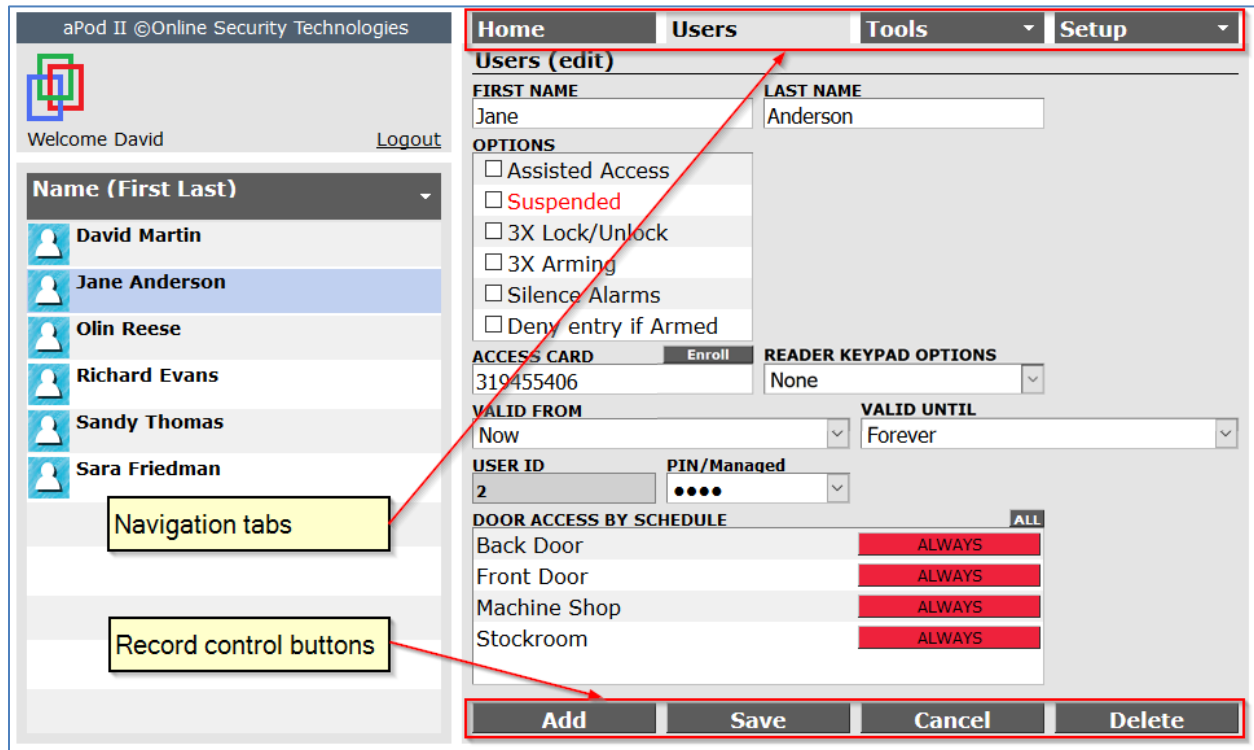 aPod II ©Online Security Technologies
Welcome David Logout
Name (First Last)
David Martin
Jane Anderson
Olin Reese
Richard Evans
Sandy Thomas
Sara Friedman
Navigation tabs
Record control buttons
Home Users Tools Setup
Users (edit)
FIRST NAME LAST NAME
Jane Anderson
OPTIONS
Assisted Access
Suspended
3X Lock/Unlock
3X Arming
Silence Alarms
Deny entry if Armed
ACCESS CARD Enroll READER KEYPAD OPTIONS
319455406 None
VALID FROM VALID UNTIL
Now Forever
USER ID PIN/Managed
2 ●●●●
DOOR ACCESS BY SCHEDULE ALL
Back Door ALWAYS
Front Door ALWAYS
Machine Shop ALWAYS
Stockroom ALWAYS
Add Save Cancel Delete